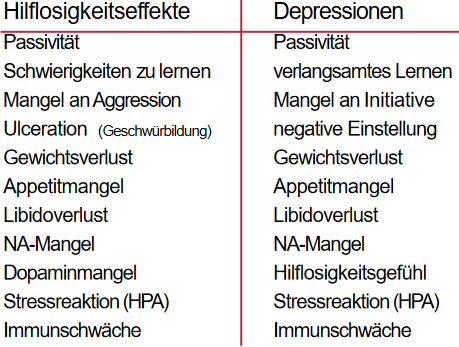 Hilflosigkeitseffekte Depressionen
Passivität Passivität
Schwierigkeiten zu lernen verlangsamtes Lernen
Mangel an Aggression Mangel an Initiative
Ulceration (Geschwürbildung) negative Einstellung
Gewichtsverlust Gewichtsverlust
Appetitmangel Appetitmangel
Libidoverlust Libidoverlust
NA-Mangel NA-Mangel
Dopaminmangel Hilflosigkeitsgefühl
Stressreaktion (HPA) Stressreaktion (HPA)
Immunschwäche Immunschwäche